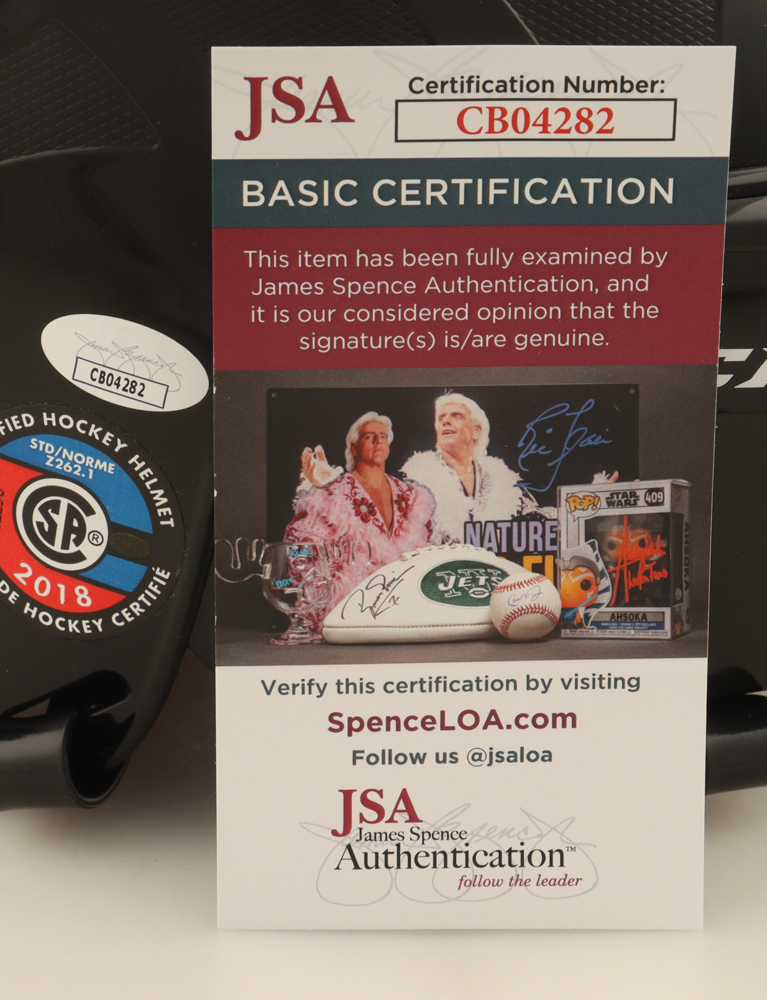 JSA
Certification Number:
CB04282
BASIC CERTIFICATION
This item has been fully examined by
James Spence Authentication, and
it is our considered opinion that the
signature(s) is/are genuine.
CB04282
FIED HOCKEY HELMET
STD/NORME
Z262.1
SA
®
2018
DE HOCKEY CERTIFIÉ
NATURE
JETS
POP!
STAR
WARS
409
AHSOKA
AHSOKA
Verify this certification by visiting
SpenceLOA.com
Follow us @jsaloa
JSA
James Spence
Authentication™
follow the leader